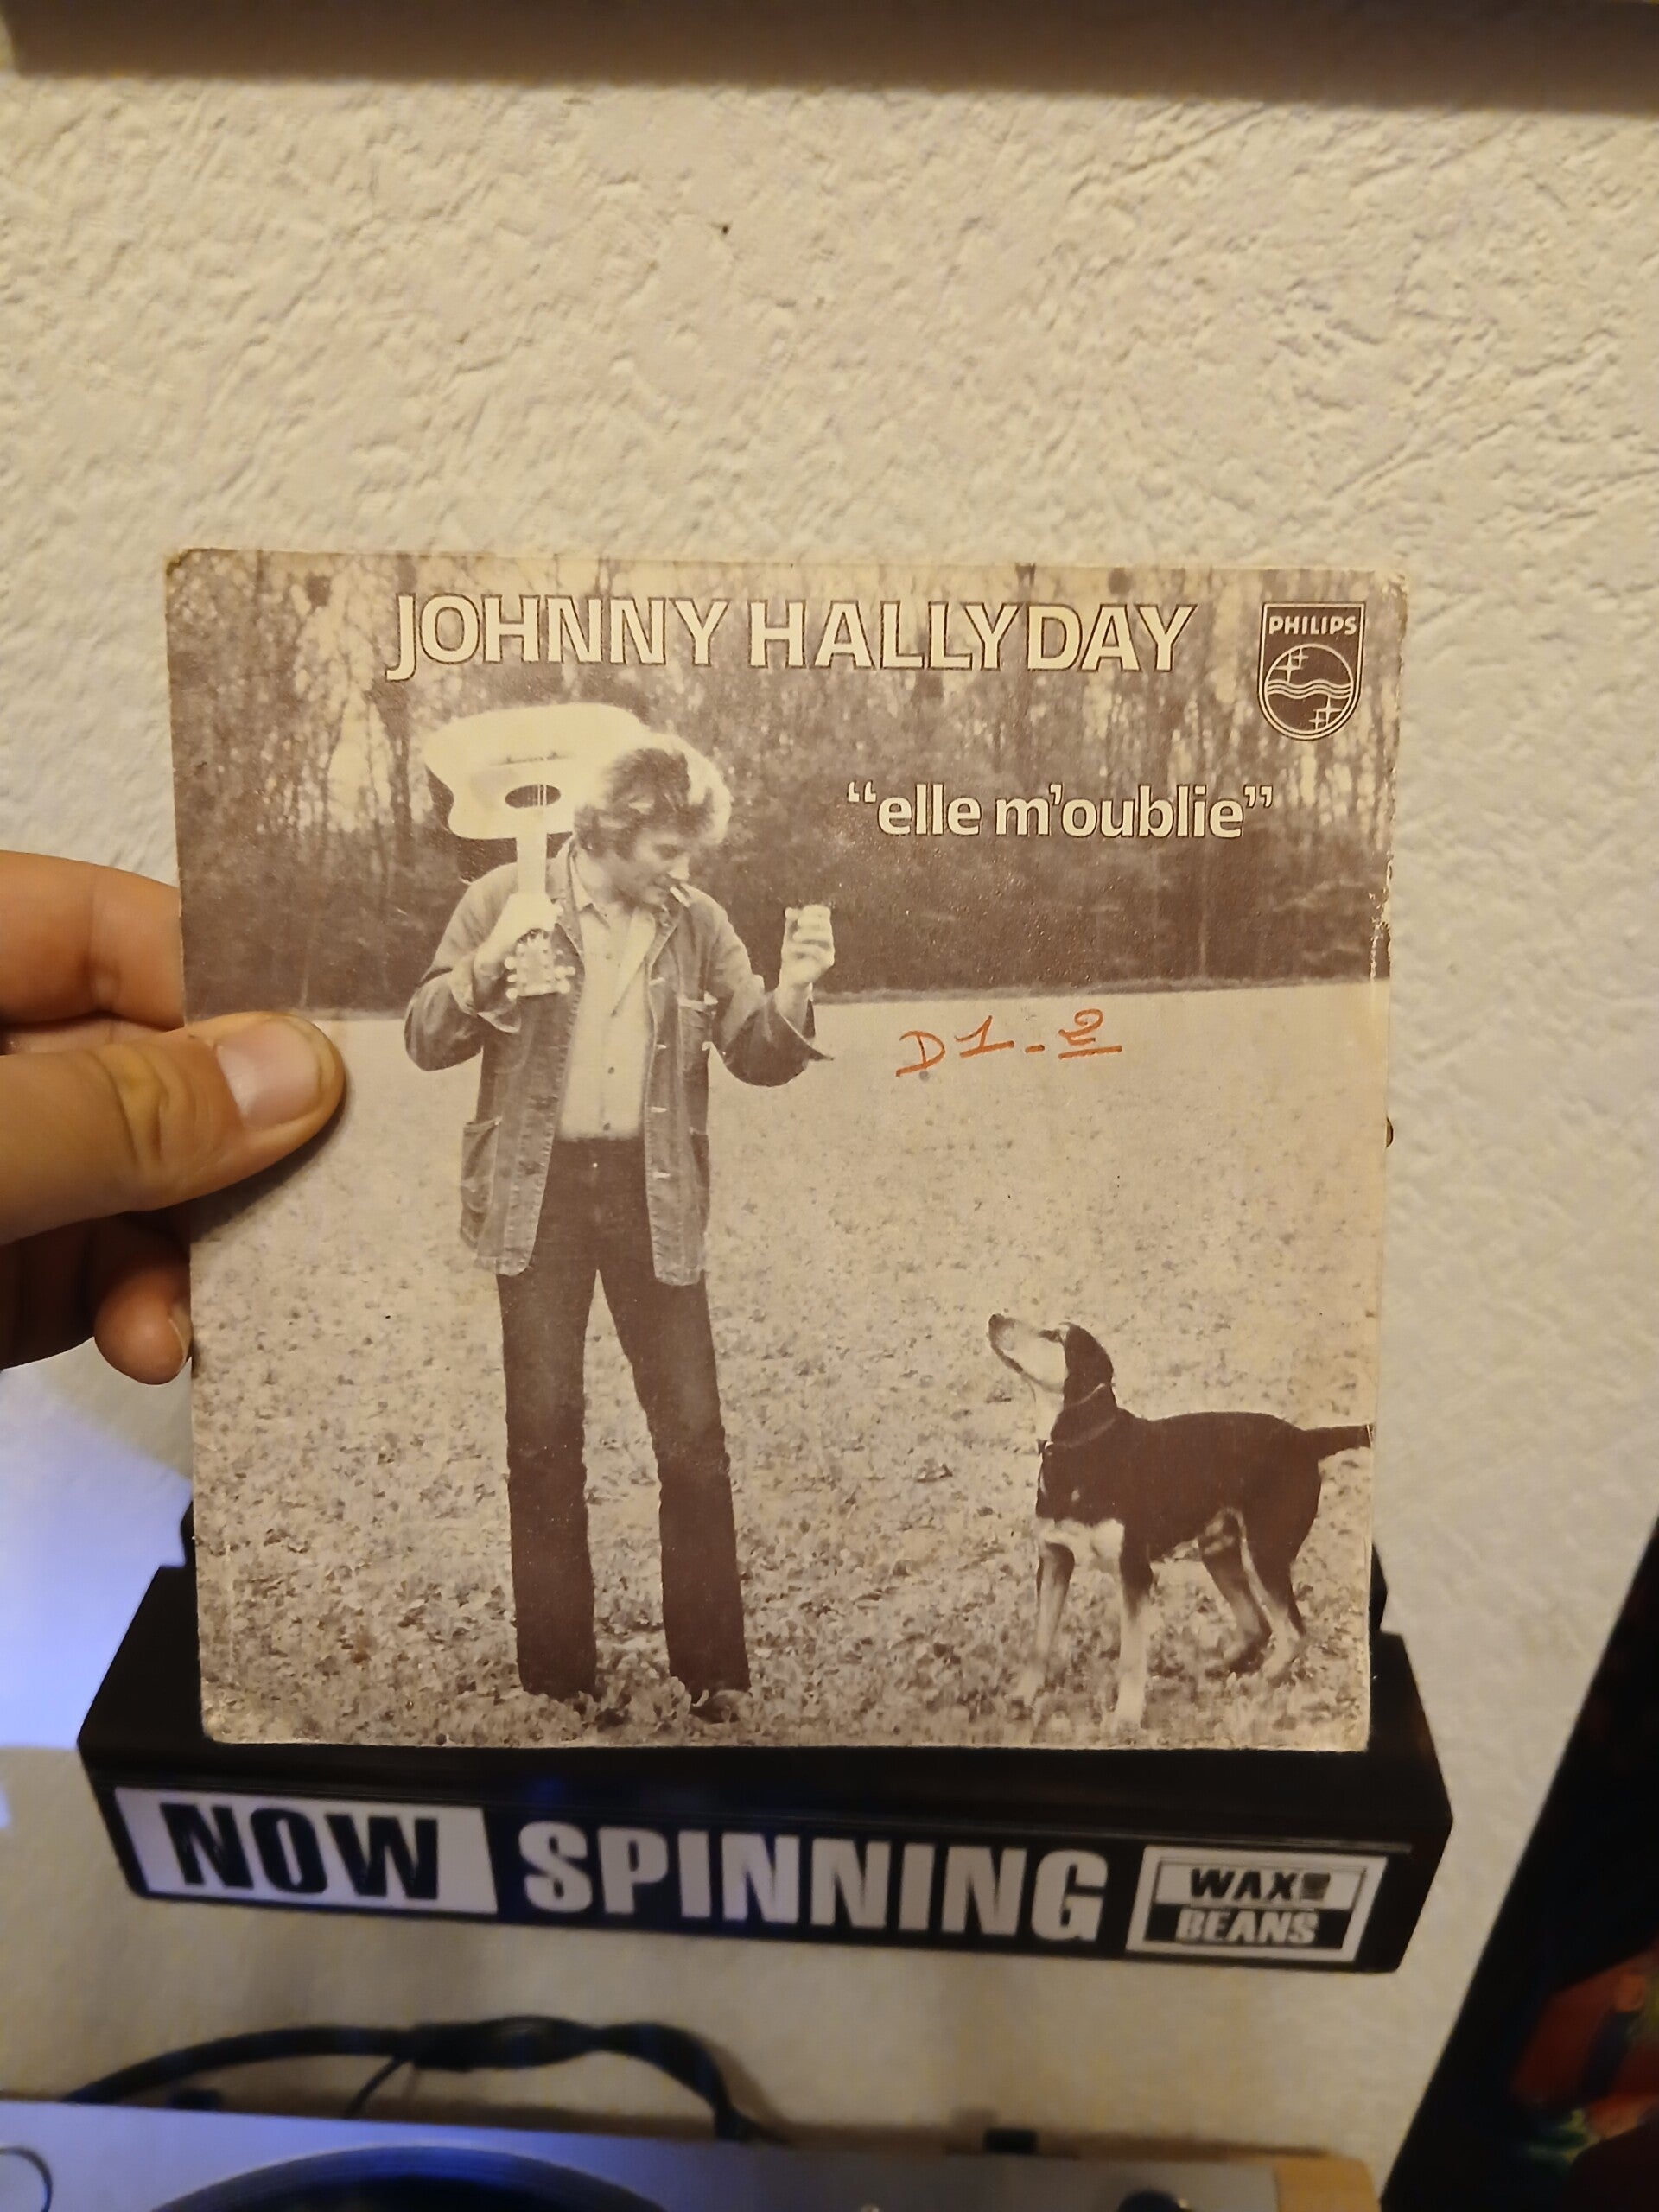 JOHNNY HALLYDAY
PHILIPS
“elle m'oublie”
D1-2
NOW SPINNING
WAX
BEANS